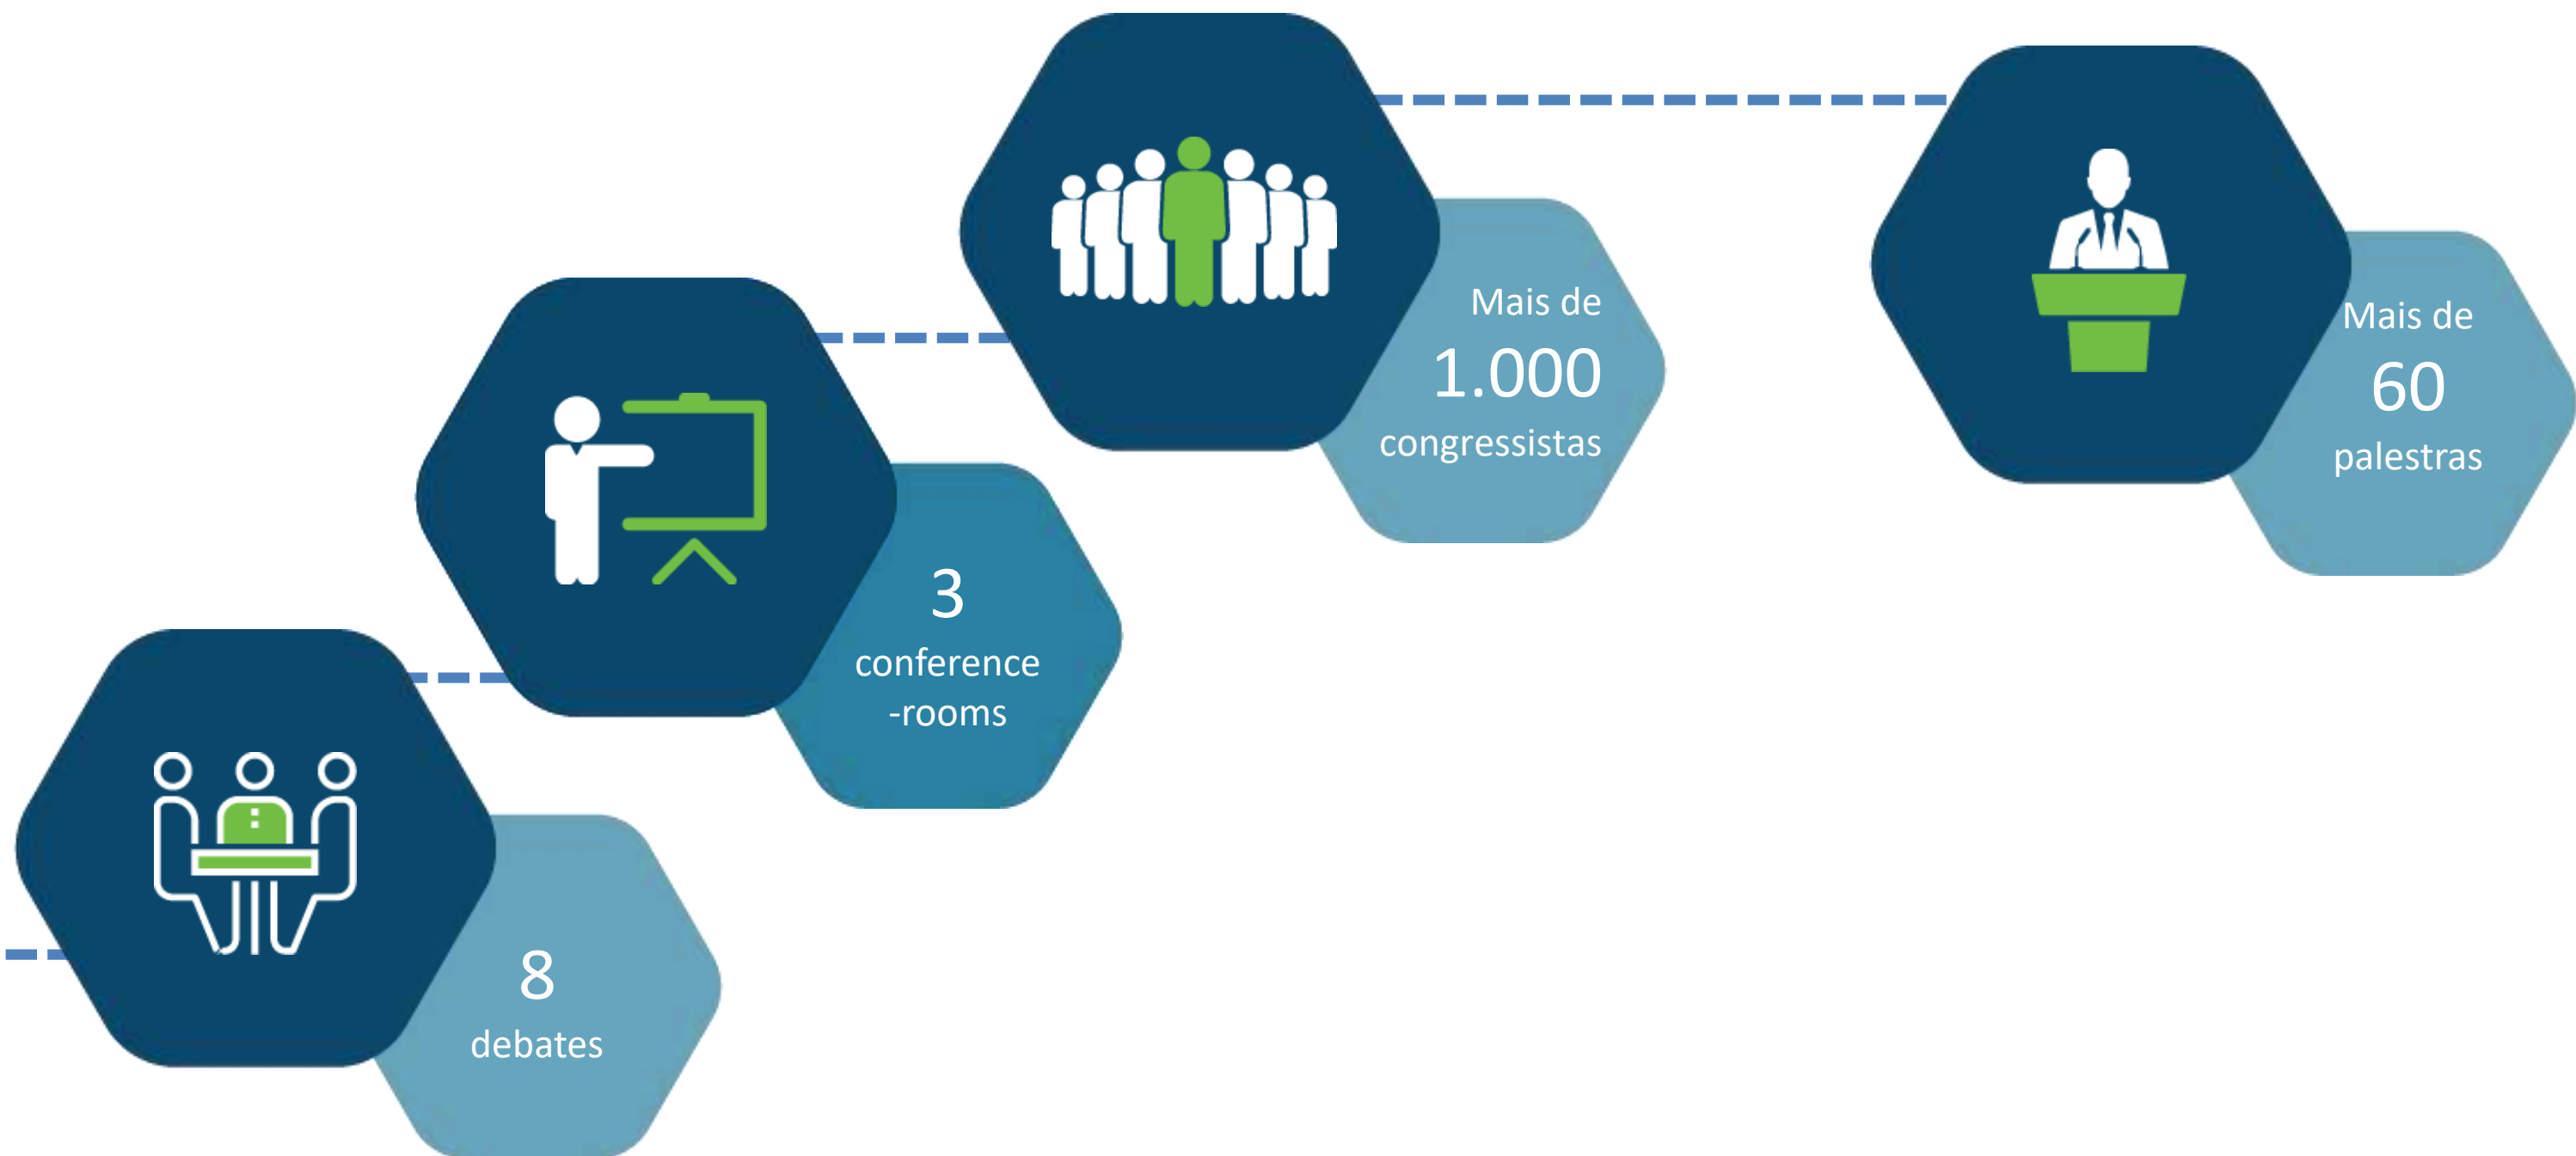 Mais de
1.000
congressistas
Mais de
60
palestras
3
conference
-rooms
8
debates